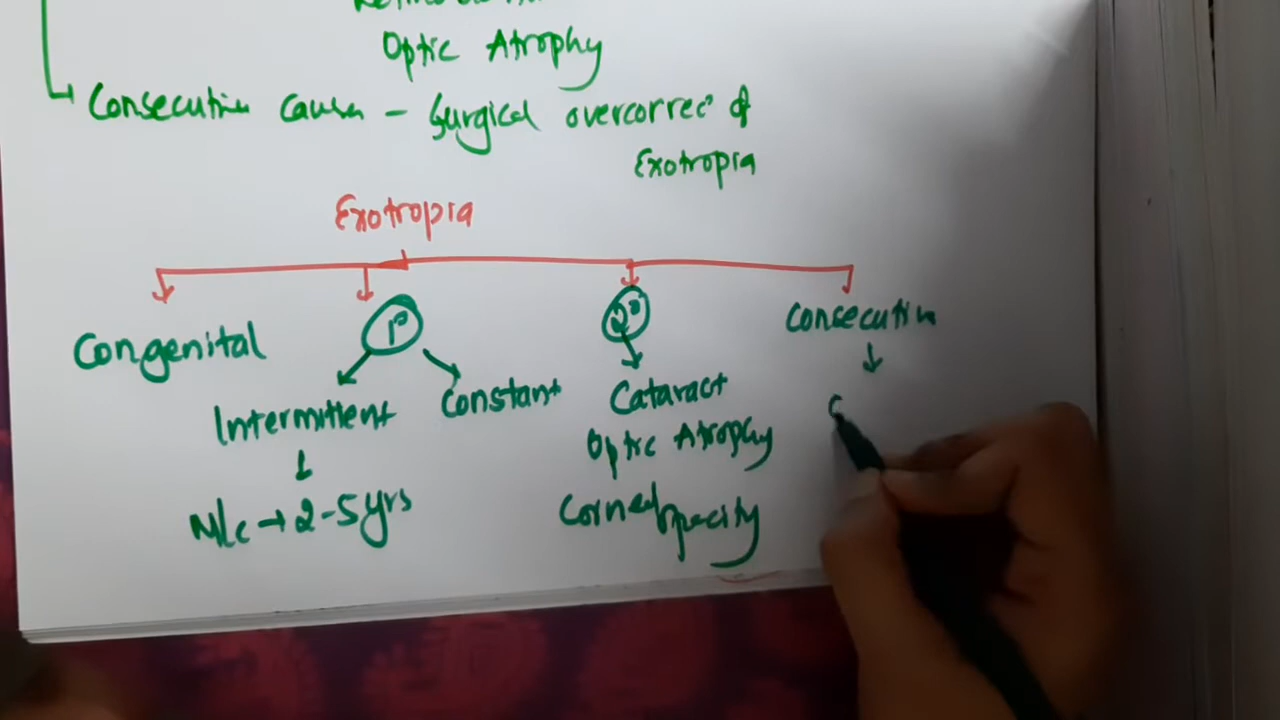 Optic Atrophy
Consecutive causes - Surgical overcorrec° of
Exotropia
Exotropia
Congenital 1° 2° Consecutive
Intermittent Constant Cataract
Optic Atrophy
M/c → 2-5 yrs Corneal opacity